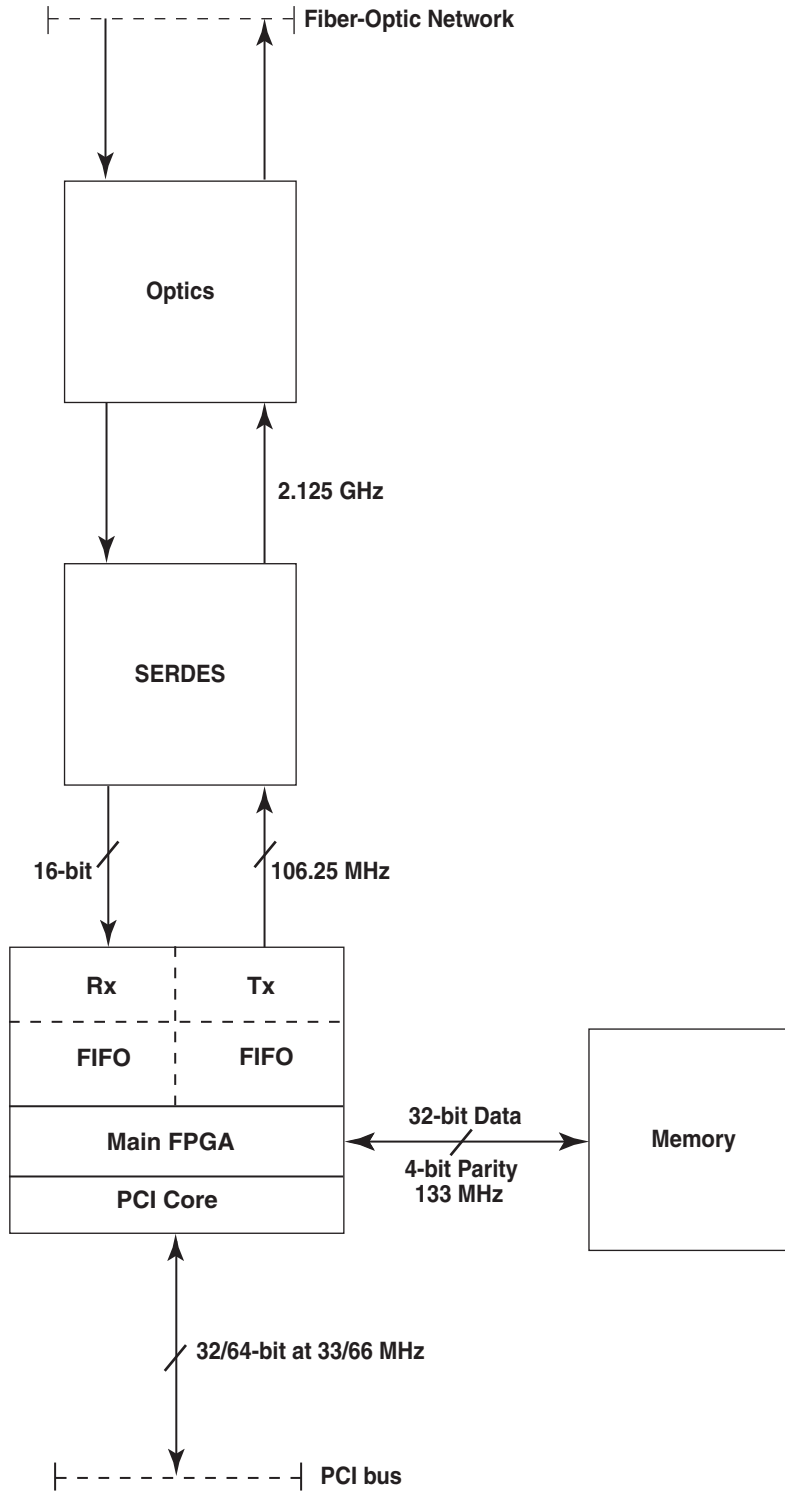 Fiber-Optic Network
Optics
2.125 GHz
SERDES
16-bit
106.25 MHz
Rx
Tx
FIFO
FIFO
Main FPGA
PCI Core
32-bit Data
4-bit Parity
133 MHz
Memory
32/64-bit at 33/66 MHz
PCI bus